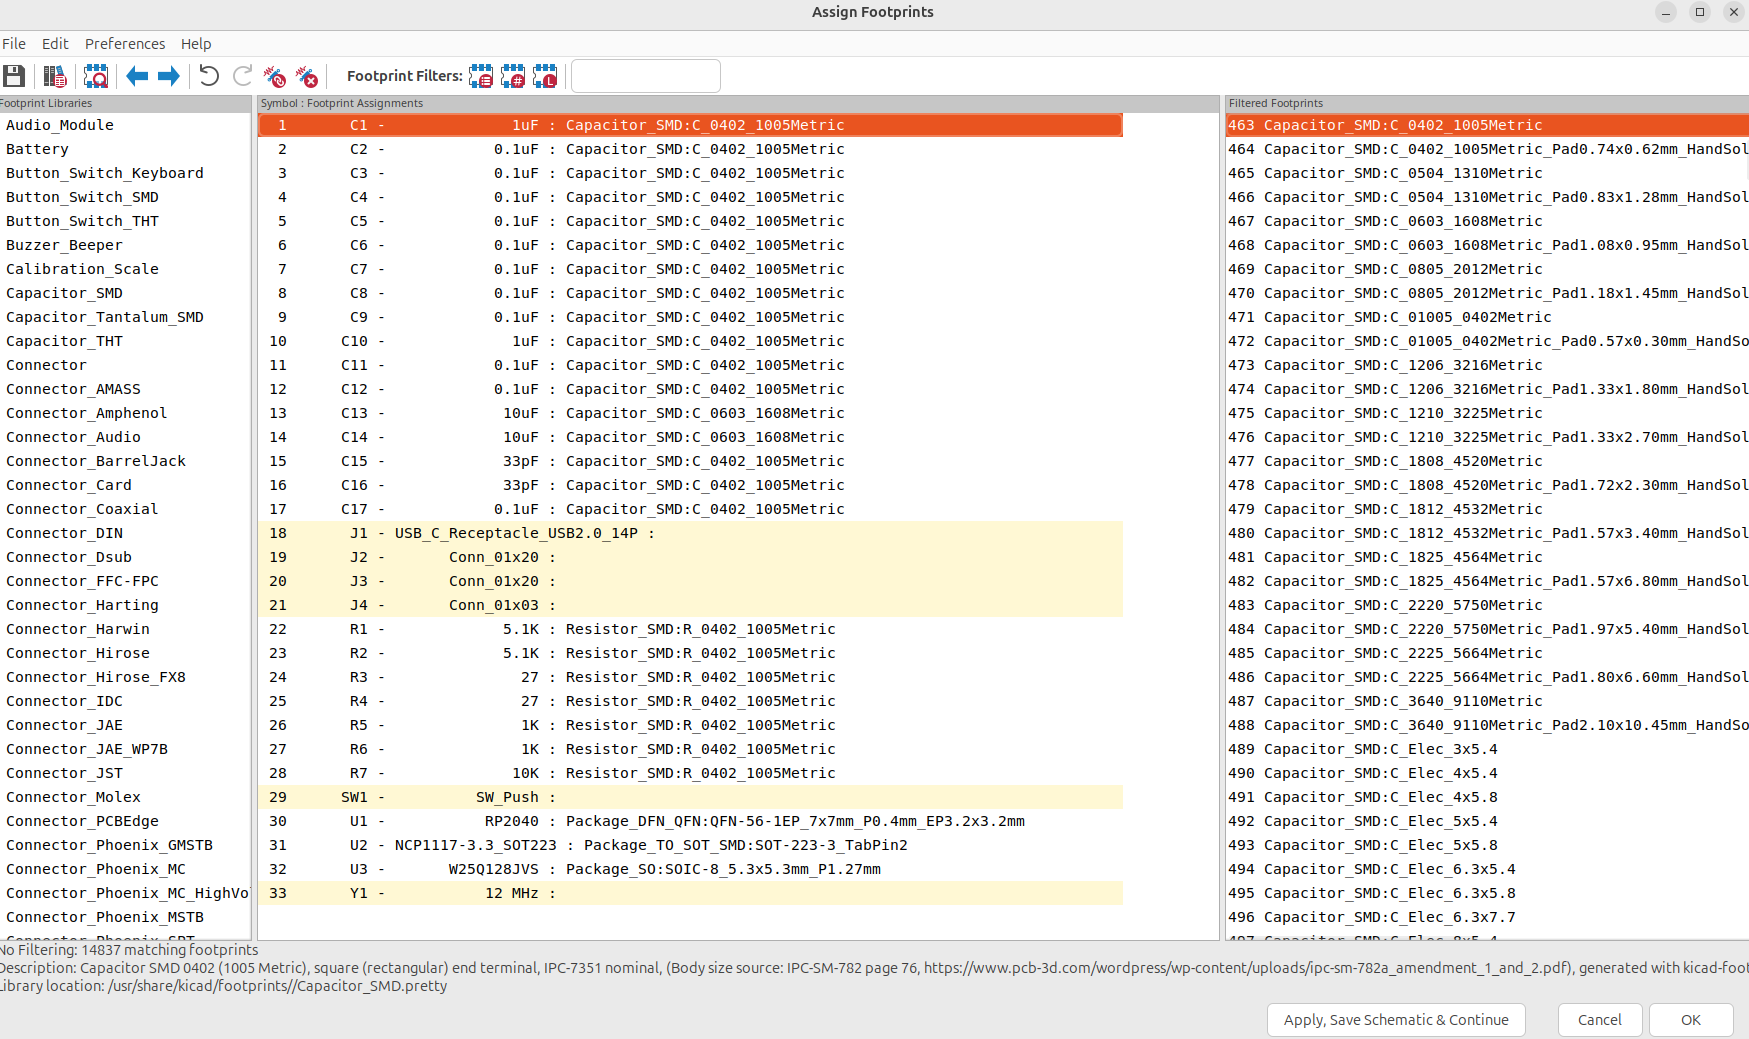 Assign Footprints
File Edit Preferences Help
Footprint Filters:
Footprint Libraries
Audio_Module
Battery
Button_Switch_Keyboard
Button_Switch_SMD
Button_Switch_THT
Buzzer_Beeper
Calibration_Scale
Capacitor_SMD
Capacitor_Tantalum_SMD
Capacitor_THT
Connector
Connector_AMASS
Connector_Amphenol
Connector_Audio
Connector_BarrelJack
Connector_Card
Connector_Coaxial
Connector_DIN
Connector_Dsub
Connector_FFC-FPC
Connector_Harting
Connector_Harwin
Connector_Hirose
Connector_Hirose_FX8
Connector_IDC
Connector_JAE
Connector_JAE_WP7B
Connector_JST
Connector_Molex
Connector_PCBEdge
Connector_Phoenix_GMSTB
Connector_Phoenix_MC
Connector_Phoenix_MC_HighVo
Connector_Phoenix_MSTB
Symbol : Footprint Assignments
1 C1 - 1uF : Capacitor_SMD:C_0402_1005Metric
2 C2 - 0.1uF : Capacitor_SMD:C_0402_1005Metric
3 C3 - 0.1uF : Capacitor_SMD:C_0402_1005Metric
4 C4 - 0.1uF : Capacitor_SMD:C_0402_1005Metric
5 C5 - 0.1uF : Capacitor_SMD:C_0402_1005Metric
6 C6 - 0.1uF : Capacitor_SMD:C_0402_1005Metric
7 C7 - 0.1uF : Capacitor_SMD:C_0402_1005Metric
8 C8 - 0.1uF : Capacitor_SMD:C_0402_1005Metric
9 C9 - 0.1uF : Capacitor_SMD:C_0402_1005Metric
10 C10 - 1uF : Capacitor_SMD:C_0402_1005Metric
11 C11 - 0.1uF : Capacitor_SMD:C_0402_1005Metric
12 C12 - 0.1uF : Capacitor_SMD:C_0402_1005Metric
13 C13 - 10uF : Capacitor_SMD:C_0603_1608Metric
14 C14 - 10uF : Capacitor_SMD:C_0603_1608Metric
15 C15 - 33pF : Capacitor_SMD:C_0402_1005Metric
16 C16 - 33pF : Capacitor_SMD:C_0402_1005Metric
17 C17 - 0.1uF : Capacitor_SMD:C_0402_1005Metric
18 J1 - USB_C_Receptacle_USB2.0_14P :
19 J2 - Conn_01x20 :
20 J3 - Conn_01x20 :
21 J4 - Conn_01x03 :
22 R1 - 5.1K : Resistor_SMD:R_0402_1005Metric
23 R2 - 5.1K : Resistor_SMD:R_0402_1005Metric
24 R3 - 27 : Resistor_SMD:R_0402_1005Metric
25 R4 - 27 : Resistor_SMD:R_0402_1005Metric
26 R5 - 1K : Resistor_SMD:R_0402_1005Metric
27 R6 - 1K : Resistor_SMD:R_0402_1005Metric
28 R7 - 10K : Resistor_SMD:R_0402_1005Metric
29 SW1 - SW_Push :
30 U1 - RP2040 : Package_DFN_QFN:QFN-56-1EP_7x7mm_P0.4mm_EP3.2x3.2mm
31 U2 - NCP1117-3.3_SOT223 : Package_TO_SOT_SMD:SOT-223-3_TabPin2
32 U3 - W25Q128JVS : Package_SO:SOIC-8_5.3x5.3mm_P1.27mm
33 Y1 - 12 MHz :
Filtered Footprints
463 Capacitor_SMD:C_0402_1005Metric
464 Capacitor_SMD:C_0402_1005Metric_Pad0.74x0.62mm_HandSol
465 Capacitor_SMD:C_0504_1310Metric
466 Capacitor_SMD:C_0504_1310Metric_Pad0.83x1.28mm_HandSol
467 Capacitor_SMD:C_0603_1608Metric
468 Capacitor_SMD:C_0603_1608Metric_Pad1.08x0.95mm_HandSol
469 Capacitor_SMD:C_0805_2012Metric
470 Capacitor_SMD:C_0805_2012Metric_Pad1.18x1.45mm_HandSol
471 Capacitor_SMD:C_01005_0402Metric
472 Capacitor_SMD:C_01005_0402Metric_Pad0.57x0.30mm_HandSo
473 Capacitor_SMD:C_1206_3216Metric
474 Capacitor_SMD:C_1206_3216Metric_Pad1.33x1.80mm_HandSol
475 Capacitor_SMD:C_1210_3225Metric
476 Capacitor_SMD:C_1210_3225Metric_Pad1.33x2.70mm_HandSol
477 Capacitor_SMD:C_1808_4520Metric
478 Capacitor_SMD:C_1808_4520Metric_Pad1.72x2.30mm_HandSol
479 Capacitor_SMD:C_1812_4532Metric
480 Capacitor_SMD:C_1812_4532Metric_Pad1.57x3.40mm_HandSol
481 Capacitor_SMD:C_1825_4564Metric
482 Capacitor_SMD:C_1825_4564Metric_Pad1.57x6.80mm_HandSol
483 Capacitor_SMD:C_2220_5750Metric
484 Capacitor_SMD:C_2220_5750Metric_Pad1.97x5.40mm_HandSol
485 Capacitor_SMD:C_2225_5664Metric
486 Capacitor_SMD:C_2225_5664Metric_Pad1.80x6.60mm_HandSol
487 Capacitor_SMD:C_3640_9110Metric
488 Capacitor_SMD:C_3640_9110Metric_Pad2.10x10.45mm_HandSo
489 Capacitor_SMD:C_Elec_3x5.4
490 Capacitor_SMD:C_Elec_4x5.4
491 Capacitor_SMD:C_Elec_4x5.8
492 Capacitor_SMD:C_Elec_5x5.4
493 Capacitor_SMD:C_Elec_5x5.8
494 Capacitor_SMD:C_Elec_6.3x5.4
495 Capacitor_SMD:C_Elec_6.3x5.8
496 Capacitor_SMD:C_Elec_6.3x7.7
No Filtering: 14837 matching footprints
Description: Capacitor SMD 0402 (1005 Metric), square (rectangular) end terminal, IPC-7351 nominal, (Body size source: IPC-SM-782 page 76, https://www.pcb-3d.com/wordpress/wp-content/uploads/ipc-sm-782a_amendment_1_and_2.pdf), generated with kicad-foot
Library location: /usr/share/kicad/footprints//Capacitor_SMD.pretty
Apply, Save Schematic & Continue Cancel OK